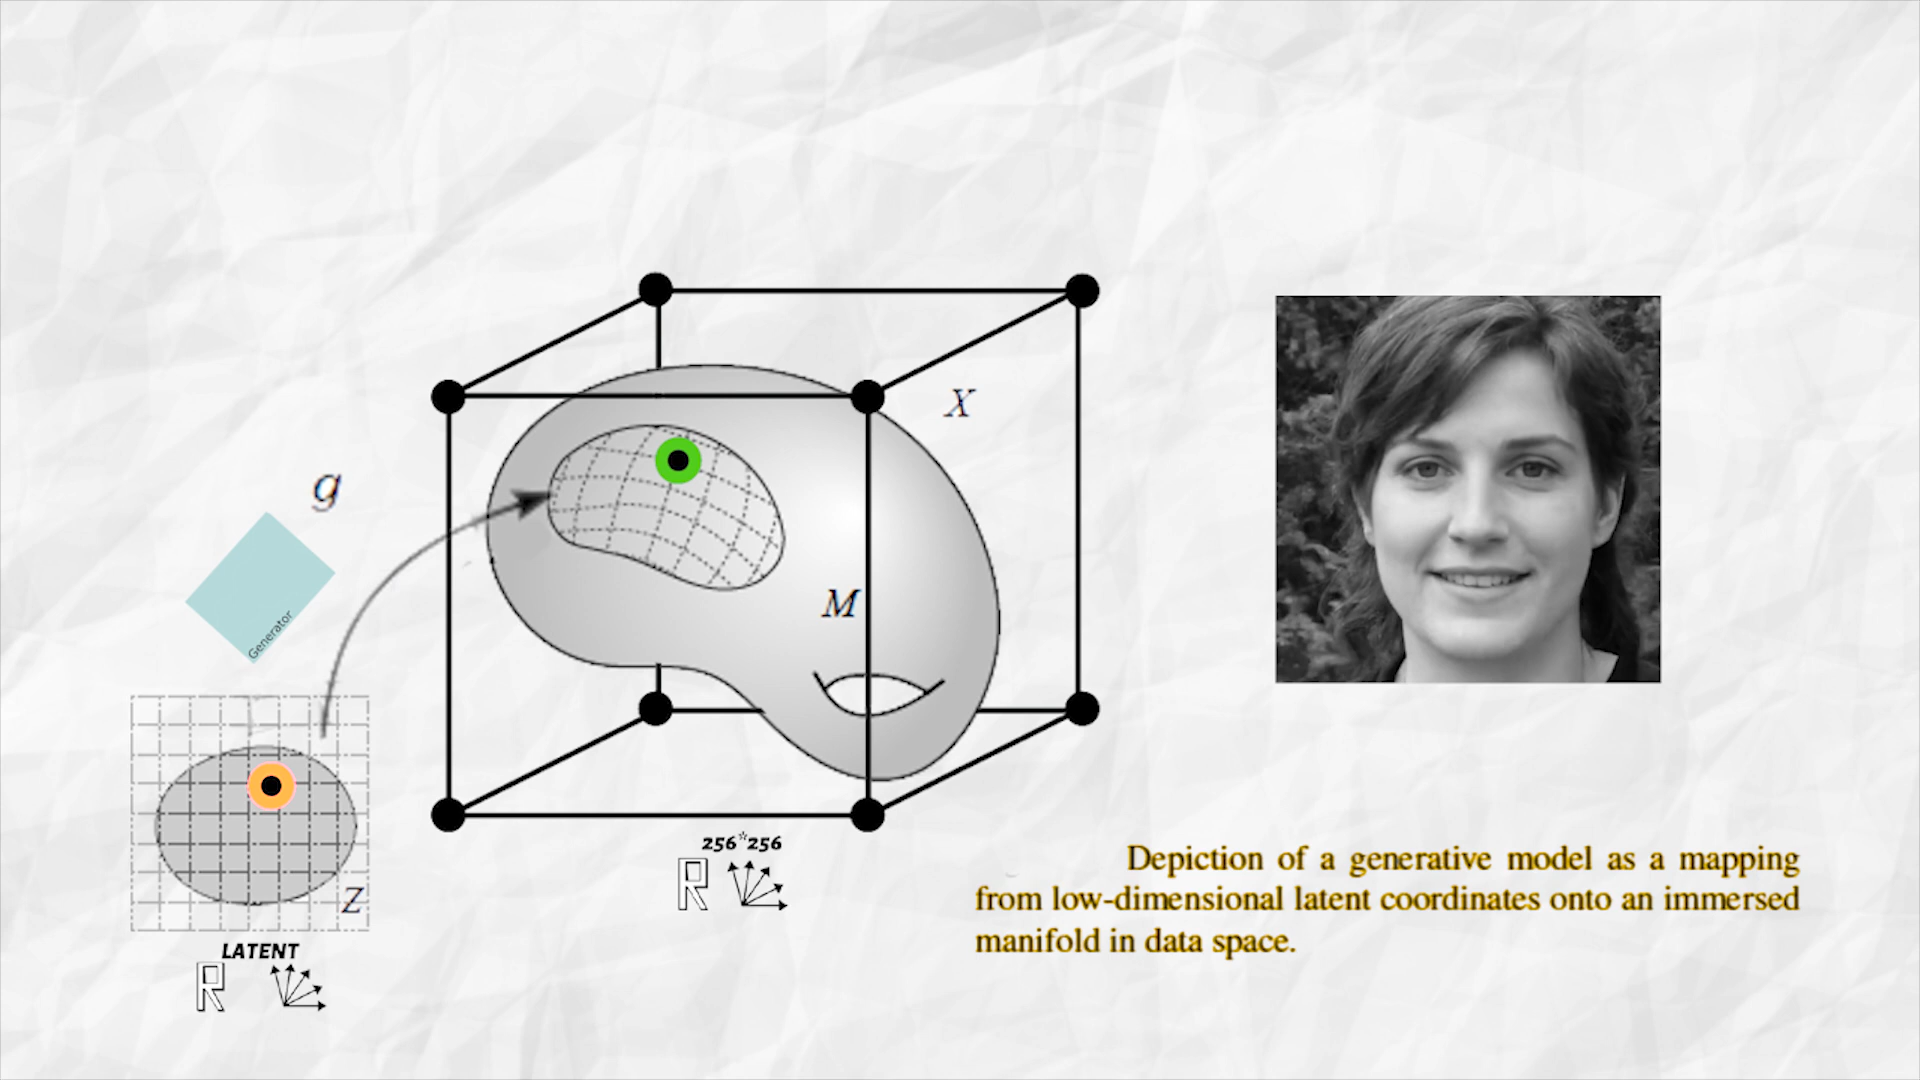 X
g
M
Generator
256*256
R
Z
LATENT
R
Depiction of a generative model as a mapping
from low-dimensional latent coordinates onto an immersed
manifold in data space.